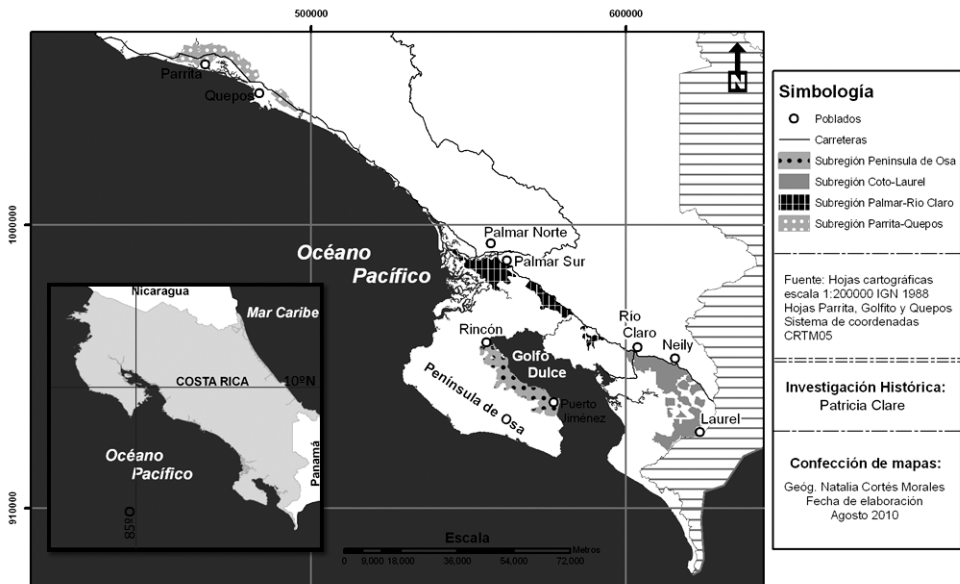 500000
600000
1000000
910000
Parrita
Quepos
N
Palmar Norte
Palmar Sur
Océano
Pacífico
Rincón
Golfo
Dulce
Península de Osa
Puerto
Jiménez
Río
Claro
Neily
Laurel
Escala
0 9,000 18,000 36,000 54,000 72,000 Metros
Nicaragua
Mar Caribe
COSTA RICA
10ºN
Océano
Pacífico
Panamá
85ºO
Simbología
Poblados
Carreteras
Subregión Península de Osa
Subregión Coto-Laurel
Subregión Palmar-Río Claro
Subregión Parrita-Quepos
Fuente: Hojas cartográficas
escala 1:200000 IGN 1988
Hojas Parrita, Golfito y Quepos
Sistema de coordenadas
CRTM05
Investigación Histórica:
Patricia Clare
Confección de mapas:
Geóg. Natalia Cortés Morales
Fecha de elaboración
Agosto 2010